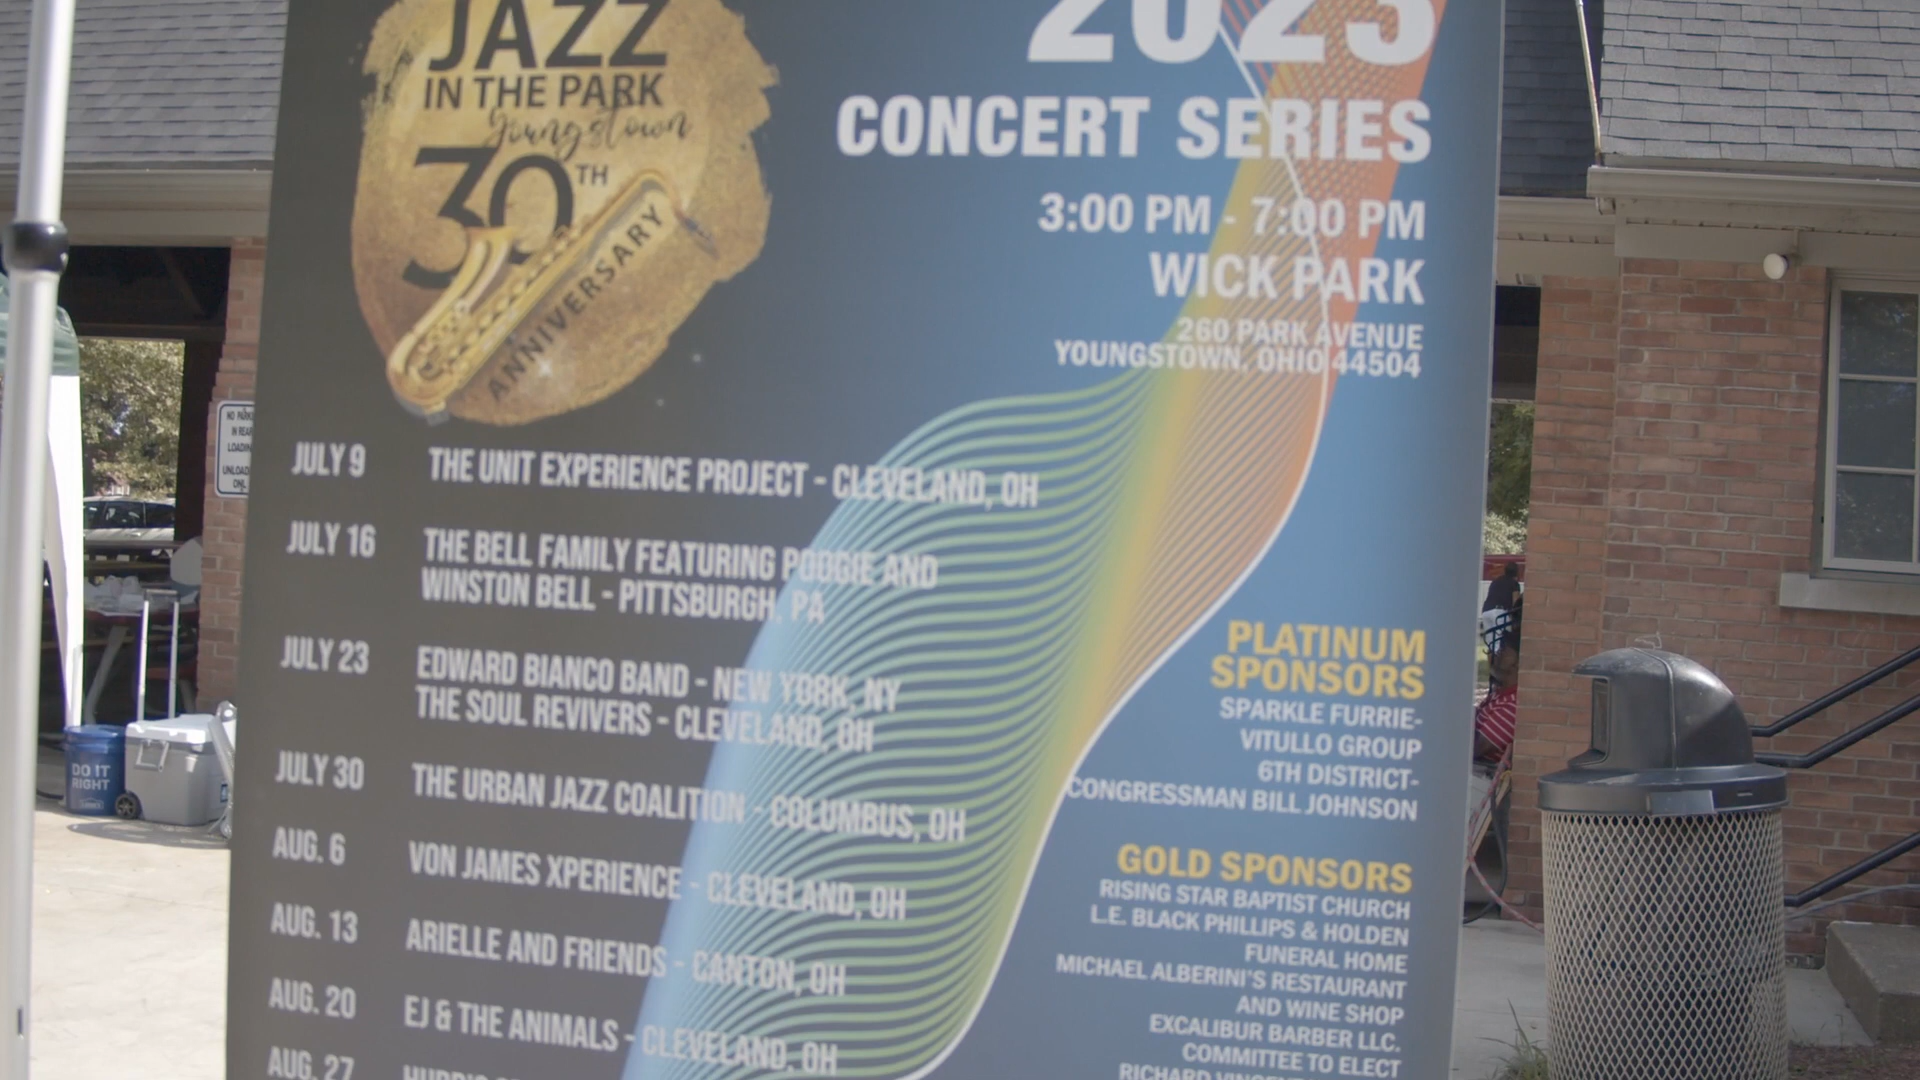 JAZZ
IN THE PARK
Youngstown
30TH
ANNIVERSARY
2023
CONCERT SERIES
3:00 PM - 7:00 PM
WICK PARK
260 PARK AVENUE
YOUNGSTOWN, OHIO 44504
JULY 9 THE UNIT EXPERIENCE PROJECT - CLEVELAND, OH
JULY 16 THE BELL FAMILY FEATURING POOGIE AND
WINSTON BELL - PITTSBURGH, PA
JULY 23 EDWARD BIANCO BAND - NEW YORK, NY
THE SOUL REVIVERS - CLEVELAND, OH
JULY 30 THE URBAN JAZZ COALITION - COLUMBUS, OH
AUG. 6 VON JAMES XPERIENCE - CLEVELAND, OH
AUG. 13 ARIELLE AND FRIENDS - CANTON, OH
AUG. 20 EJ & THE ANIMALS - CLEVELAND, OH
AUG. 27
PLATINUM
SPONSORS
SPARKLE FURRIE-
VITULLO GROUP
6TH DISTRICT-
CONGRESSMAN BILL JOHNSON
GOLD SPONSORS
RISING STAR BAPTIST CHURCH
L.E. BLACK PHILLIPS & HOLDEN
FUNERAL HOME
MICHAEL ALBERINI'S RESTAURANT
AND WINE SHOP
EXCALIBUR BARBER LLC.
COMMITTEE TO ELECT
RICHARD
NO
IN REAR
DO IT
RIGHT